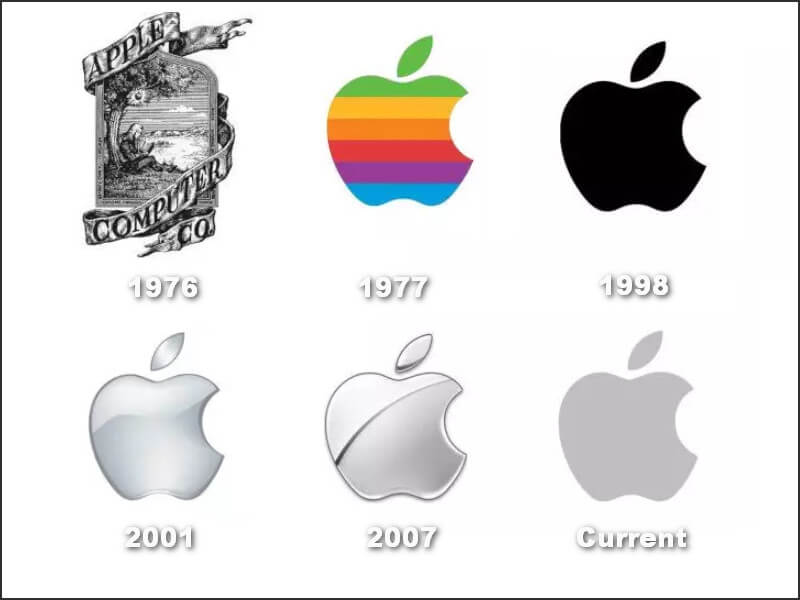 APPLE
COMPUTER
CO.
1976
1977
1998
2001
2007
Current